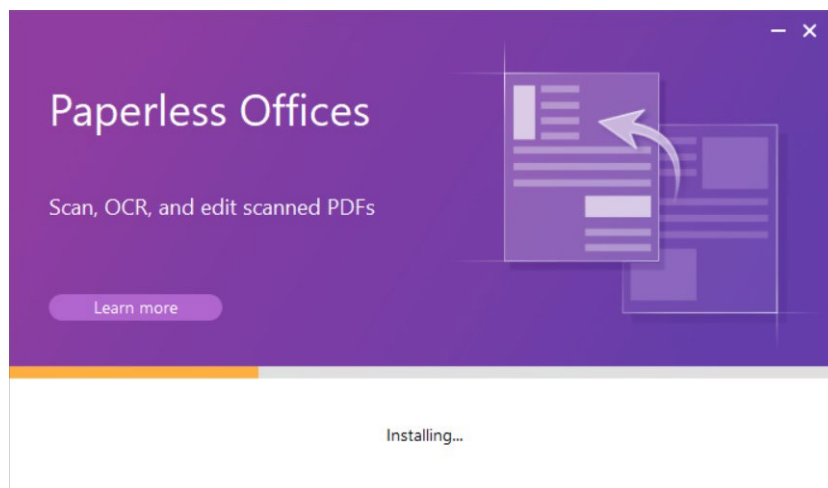 Paperless Offices
Scan, OCR, and edit scanned PDFs
Learn more
Installing...